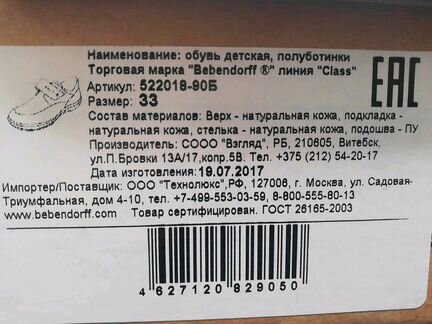 Наименование: обувь детская, полуботинки
Торговая марка "Bebendorff ®" линия "Class"
Артикул: 522018-90Б
Размер: 33
EAC
Состав материалов: Верх - натуральная кожа, подкладка -
натуральная кожа, стелька - натуральная кожа, подошва - ПУ
Производитель: СООО "Взгляд", РБ, 210605, Витебск,
ул.П.Бровки 13А/17,копр.5В. Тел. +375 (212) 54-20-17
Дата изготовления: 19.07.2017
Импортер/Поставщик: ООО "Технолюкс",РФ, 127006, г. Москва, ул. Садовая-
Триумфальная, дом 4-10, тел. +7-499-553-03-59, 8-800-555-80-13
www.bebendorff.com Товар сертифицирован. ГОСТ 26165-2003
4 627120 829050